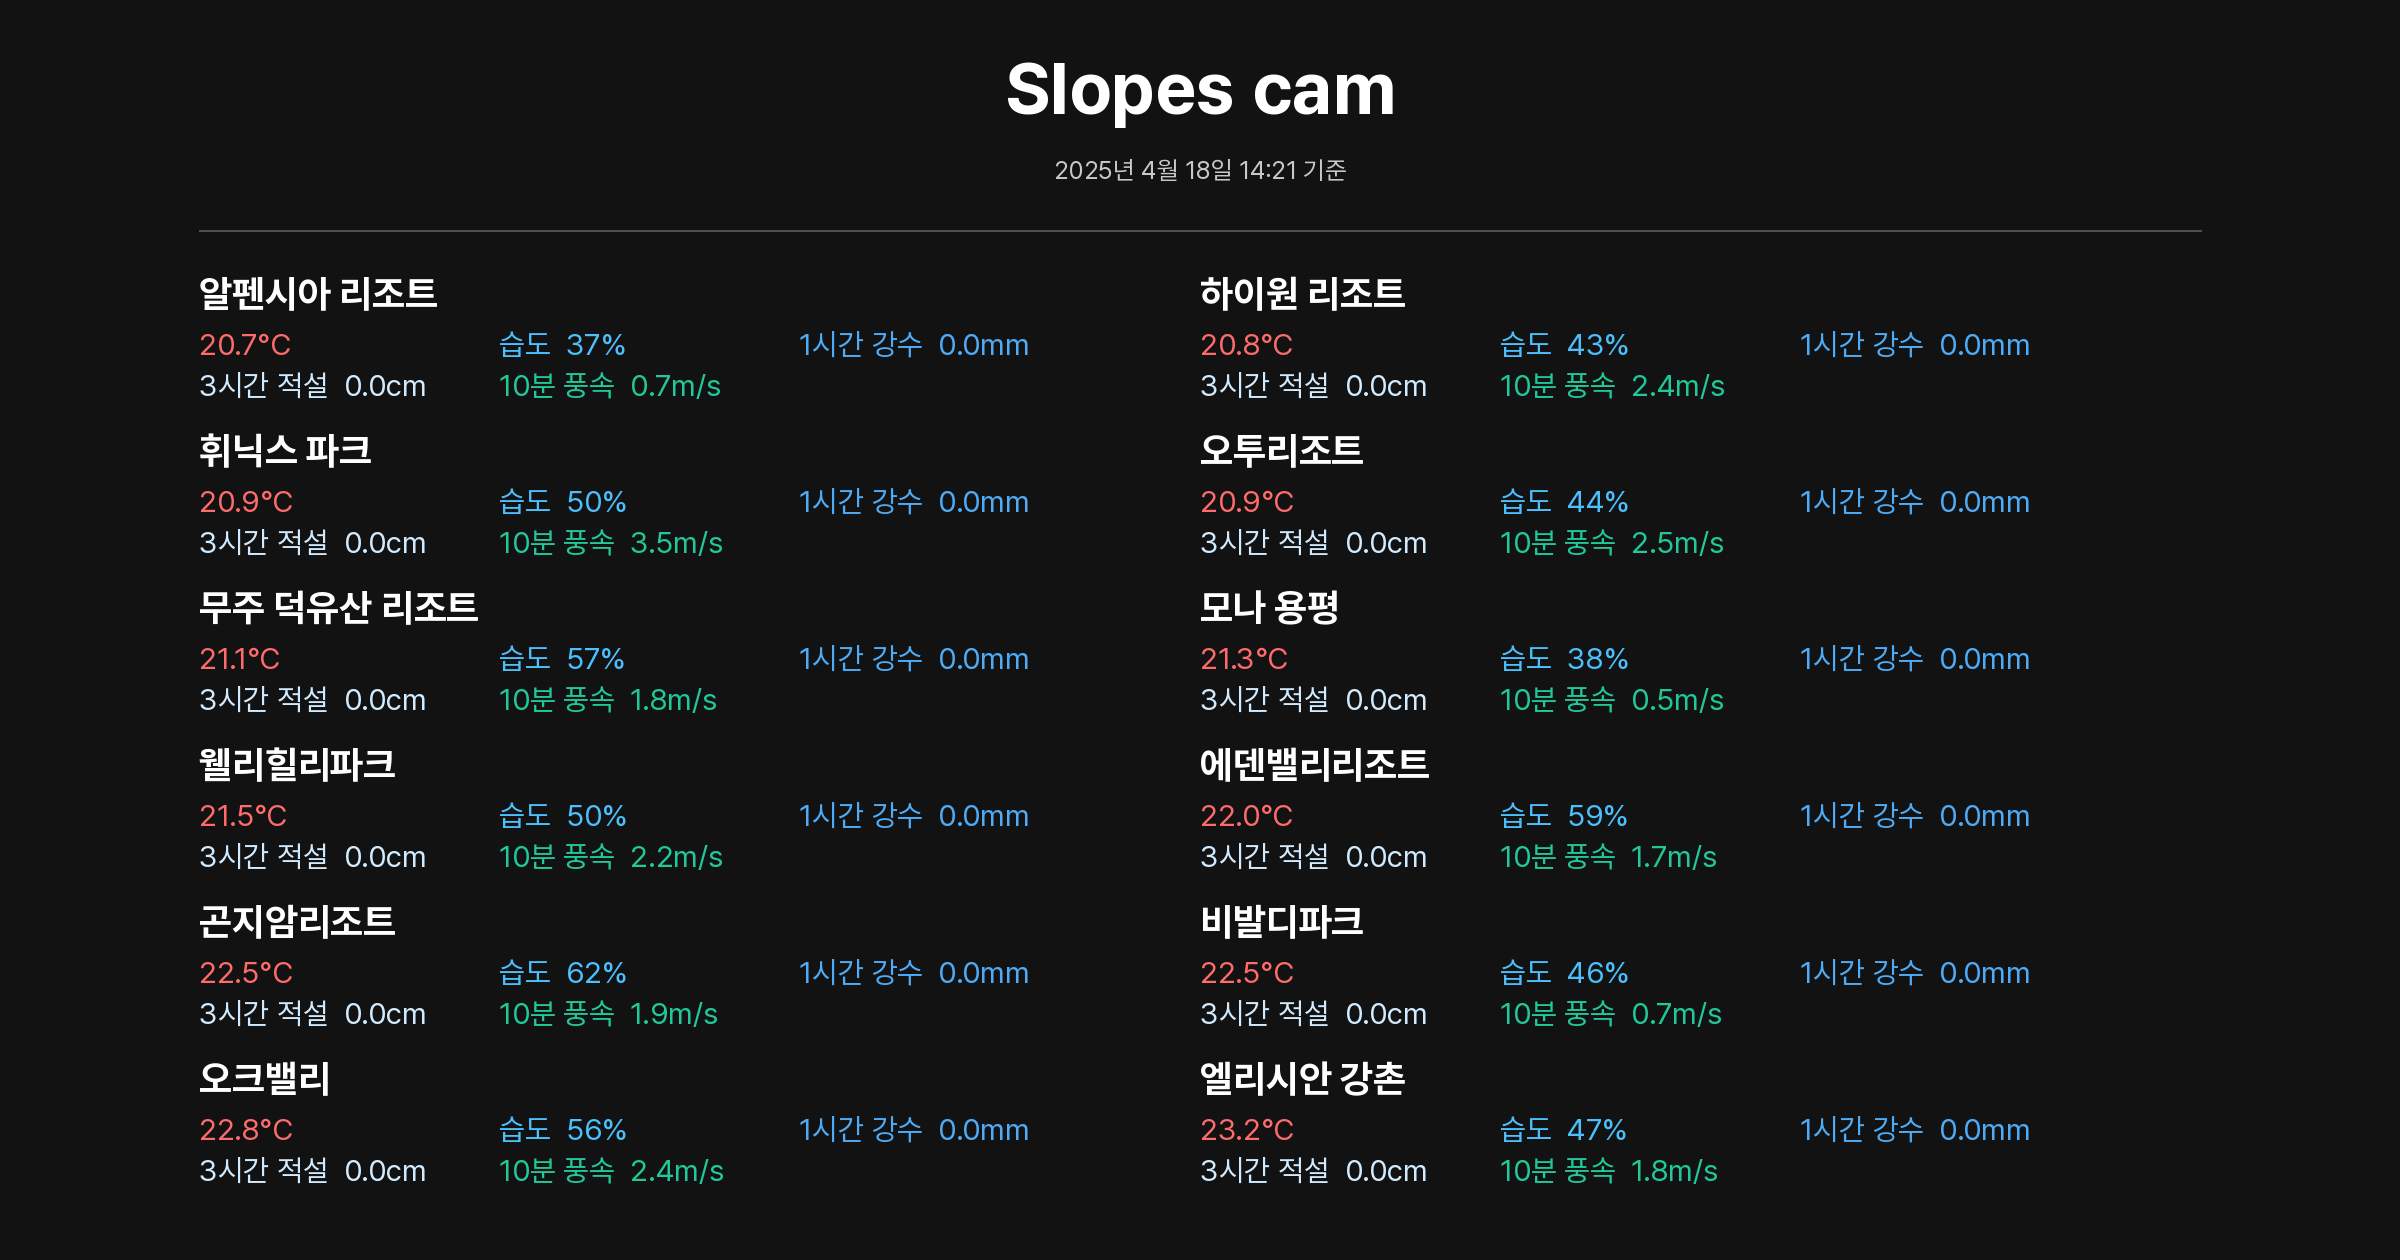 Slopes cam
2025년 4월 18일 14:21 기준
알펜시아 리조트
20.7°C 습도 37% 1시간 강수 0.0mm
3시간 적설 0.0cm 10분 풍속 0.7m/s
하이원 리조트
20.8°C 습도 43% 1시간 강수 0.0mm
3시간 적설 0.0cm 10분 풍속 2.4m/s
휘닉스 파크
20.9°C 습도 50% 1시간 강수 0.0mm
3시간 적설 0.0cm 10분 풍속 3.5m/s
오투리조트
20.9°C 습도 44% 1시간 강수 0.0mm
3시간 적설 0.0cm 10분 풍속 2.5m/s
무주 덕유산 리조트
21.1°C 습도 57% 1시간 강수 0.0mm
3시간 적설 0.0cm 10분 풍속 1.8m/s
모나 용평
21.3°C 습도 38% 1시간 강수 0.0mm
3시간 적설 0.0cm 10분 풍속 0.5m/s
웰리힐리파크
21.5°C 습도 50% 1시간 강수 0.0mm
3시간 적설 0.0cm 10분 풍속 2.2m/s
에덴밸리리조트
22.0°C 습도 59% 1시간 강수 0.0mm
3시간 적설 0.0cm 10분 풍속 1.7m/s
곤지암리조트
22.5°C 습도 62% 1시간 강수 0.0mm
3시간 적설 0.0cm 10분 풍속 1.9m/s
비발디파크
22.5°C 습도 46% 1시간 강수 0.0mm
3시간 적설 0.0cm 10분 풍속 0.7m/s
오크밸리
22.8°C 습도 56% 1시간 강수 0.0mm
3시간 적설 0.0cm 10분 풍속 2.4m/s
엘리시안 강촌
23.2°C 습도 47% 1시간 강수 0.0mm
3시간 적설 0.0cm 10분 풍속 1.8m/s